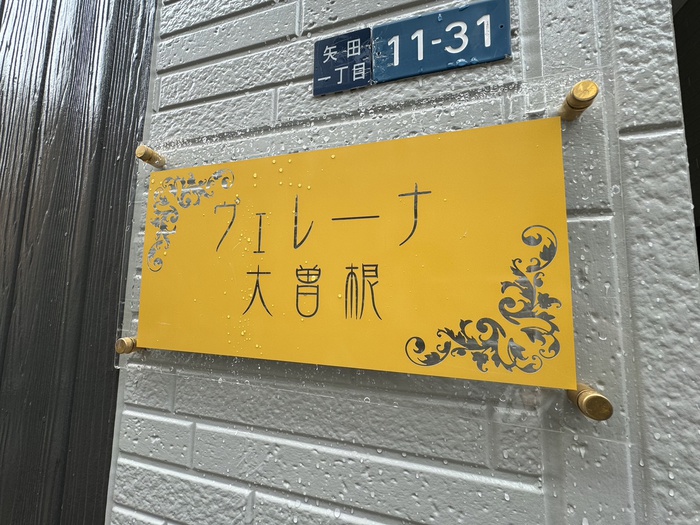 矢田
一丁目
11-31
ヴェレーナ
大曽根